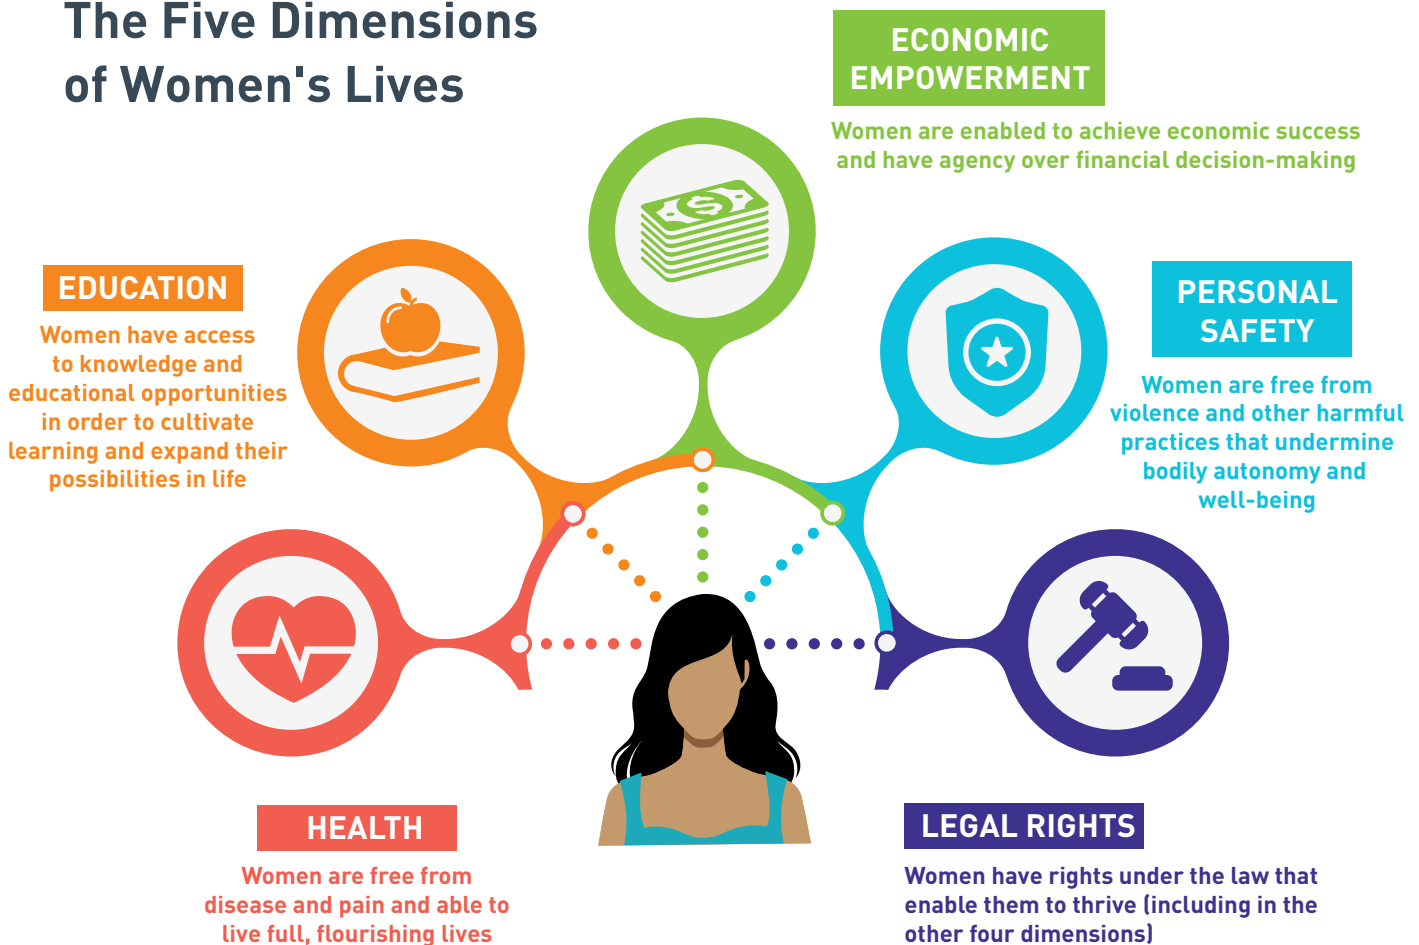 The Five Dimensions
of Women's Lives
ECONOMIC
EMPOWERMENT
Women are enabled to achieve economic success
and have agency over financial decision-making
EDUCATION
Women have access
to knowledge and
educational opportunities
in order to cultivate
learning and expand their
possibilities in life
PERSONAL
SAFETY
Women are free from
violence and other harmful
practices that undermine
bodily autonomy and
well-being
HEALTH
Women are free from
disease and pain and able to
live full, flourishing lives
LEGAL RIGHTS
Women have rights under the law that
enable them to thrive (including in the
other four dimensions)